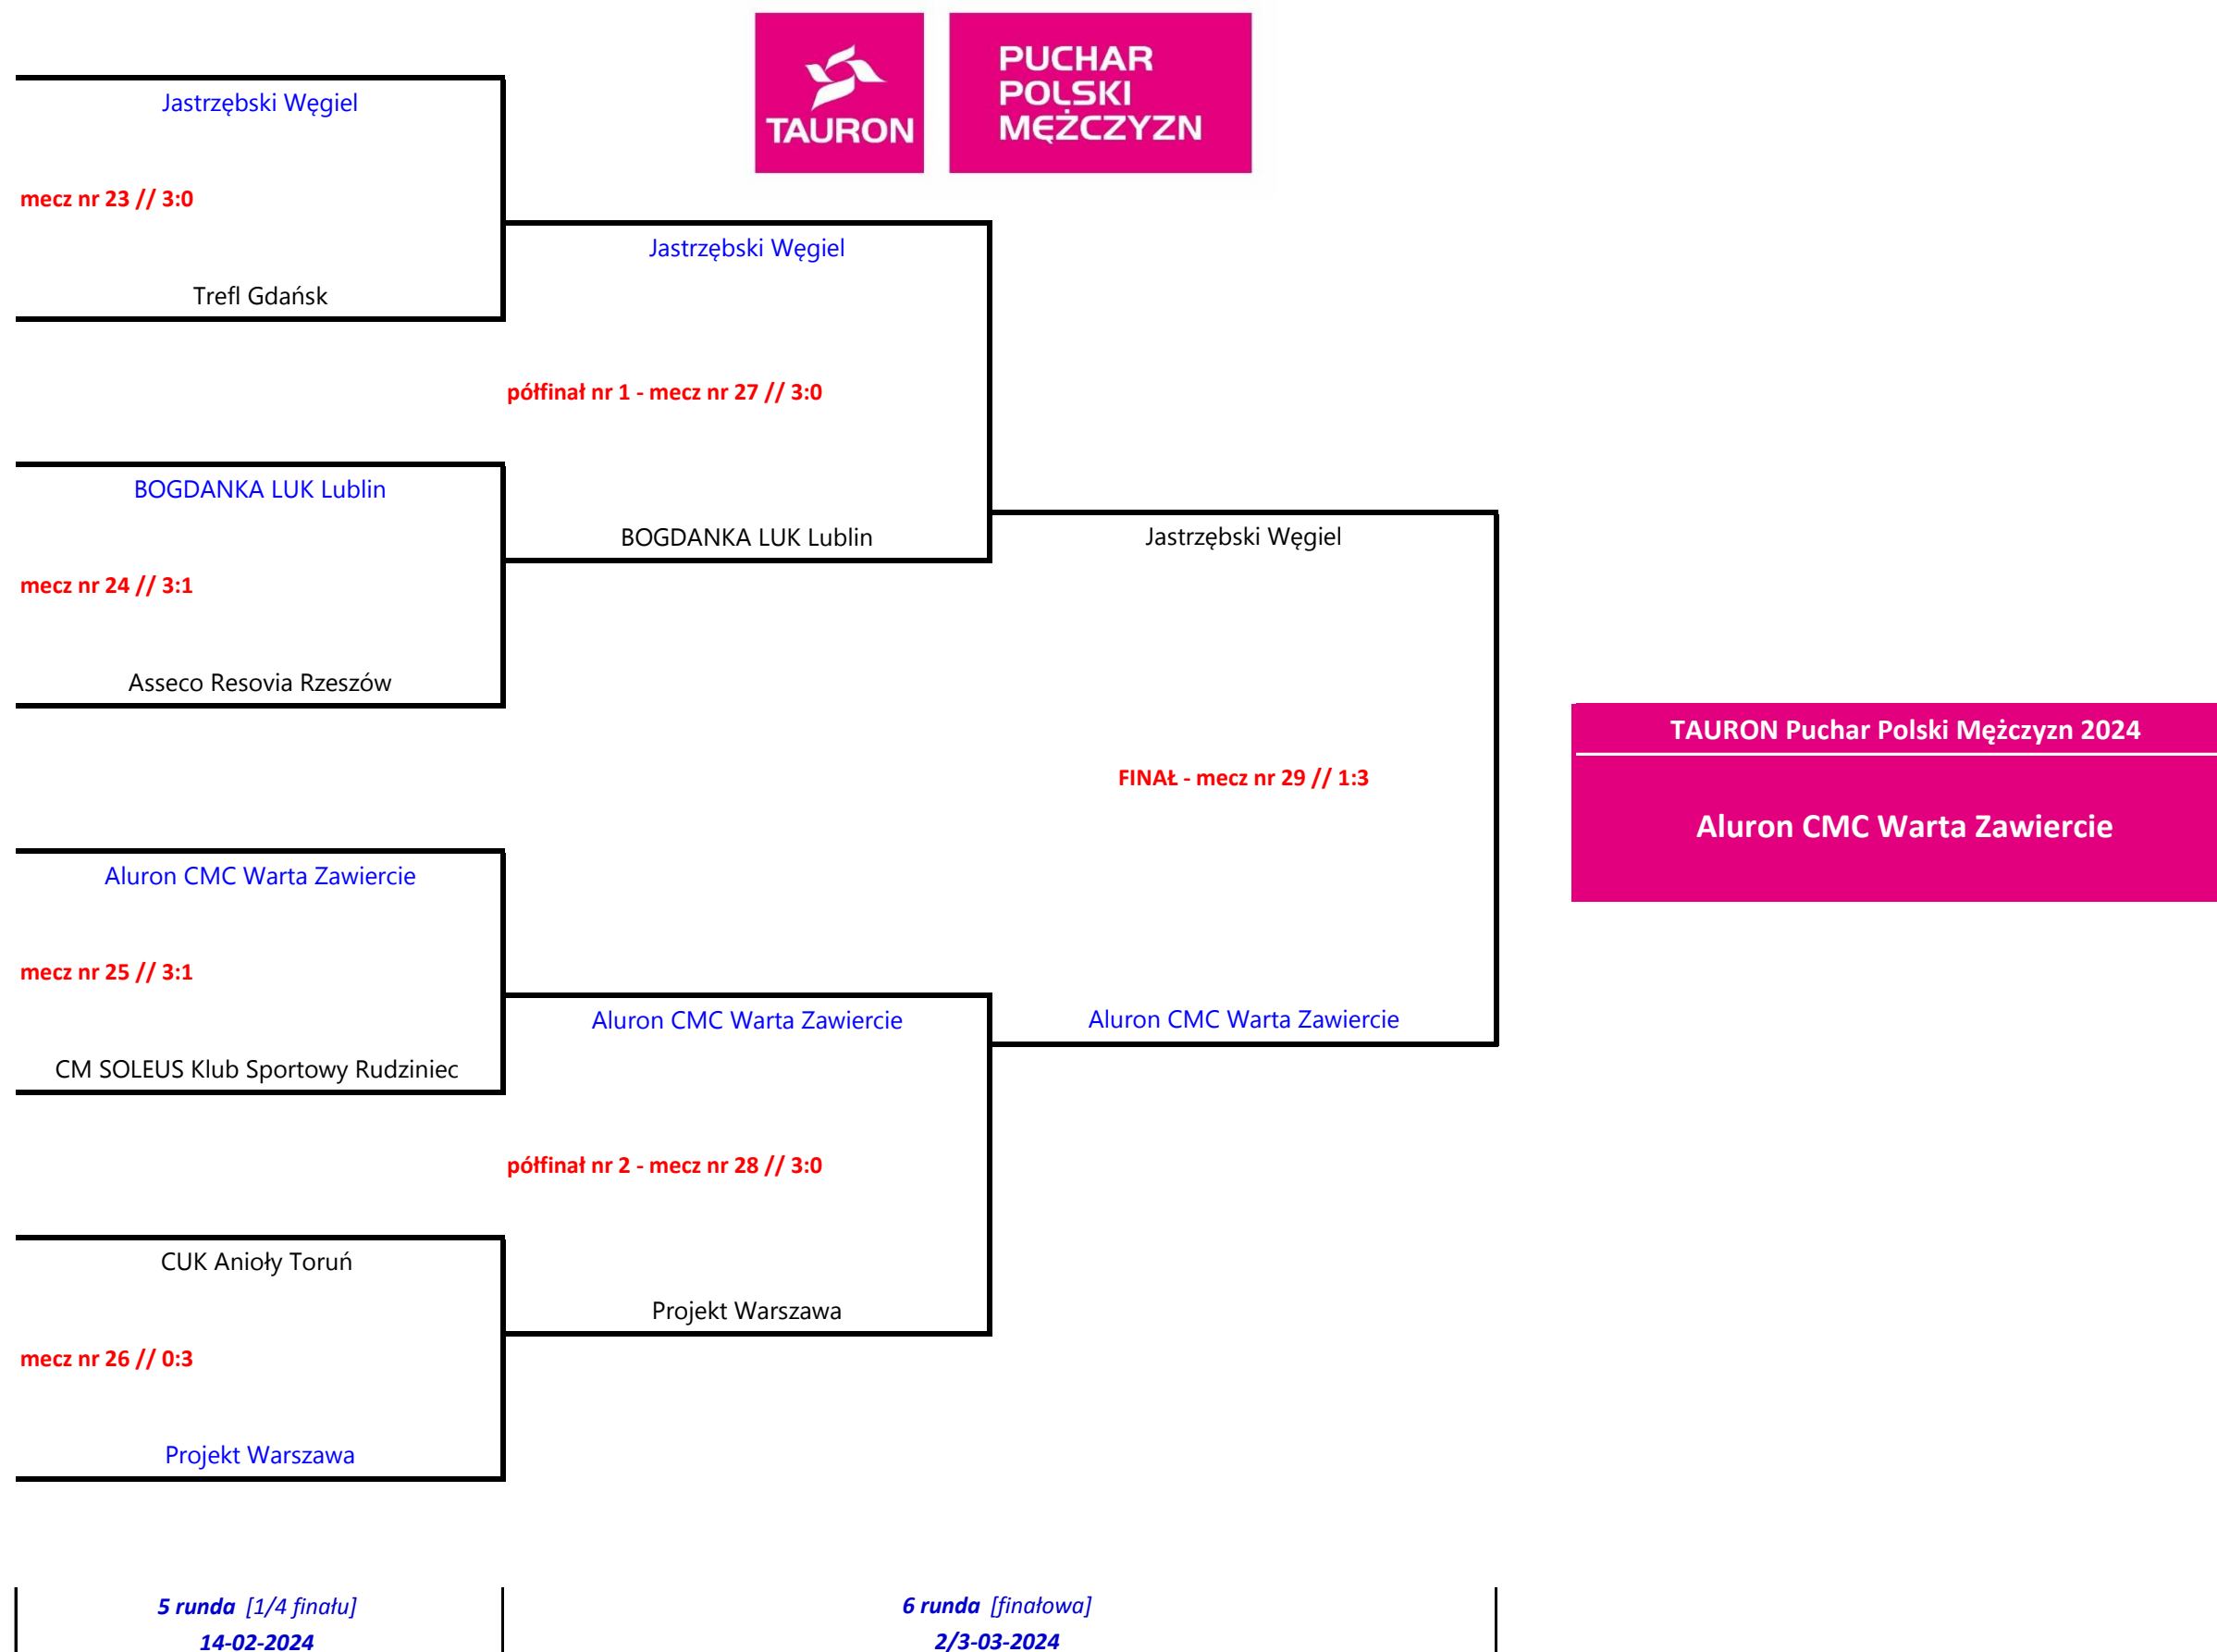 TAURON
PUCHAR
POLSKI
MĘŻCZYZN
Jastrzębski Węgiel
mecz nr 23 // 3:0
Trefl Gdańsk
BOGDANKA LUK Lublin
mecz nr 24 // 3:1
Asseco Resovia Rzeszów
Aluron CMC Warta Zawiercie
mecz nr 25 // 3:1
CM SOLEUS Klub Sportowy Rudziniec
CUK Anioły Toruń
mecz nr 26 // 0:3
Projekt Warszawa
Jastrzębski Węgiel
półfinał nr 1 - mecz nr 27 // 3:0
BOGDANKA LUK Lublin
Aluron CMC Warta Zawiercie
półfinał nr 2 - mecz nr 28 // 3:0
Projekt Warszawa
Jastrzębski Węgiel
FINAŁ - mecz nr 29 // 1:3
Aluron CMC Warta Zawiercie
TAURON Puchar Polski Mężczyzn 2024
Aluron CMC Warta Zawiercie
5 runda [1/4 finału]
14-02-2024
6 runda [finałowa]
2/3-03-2024